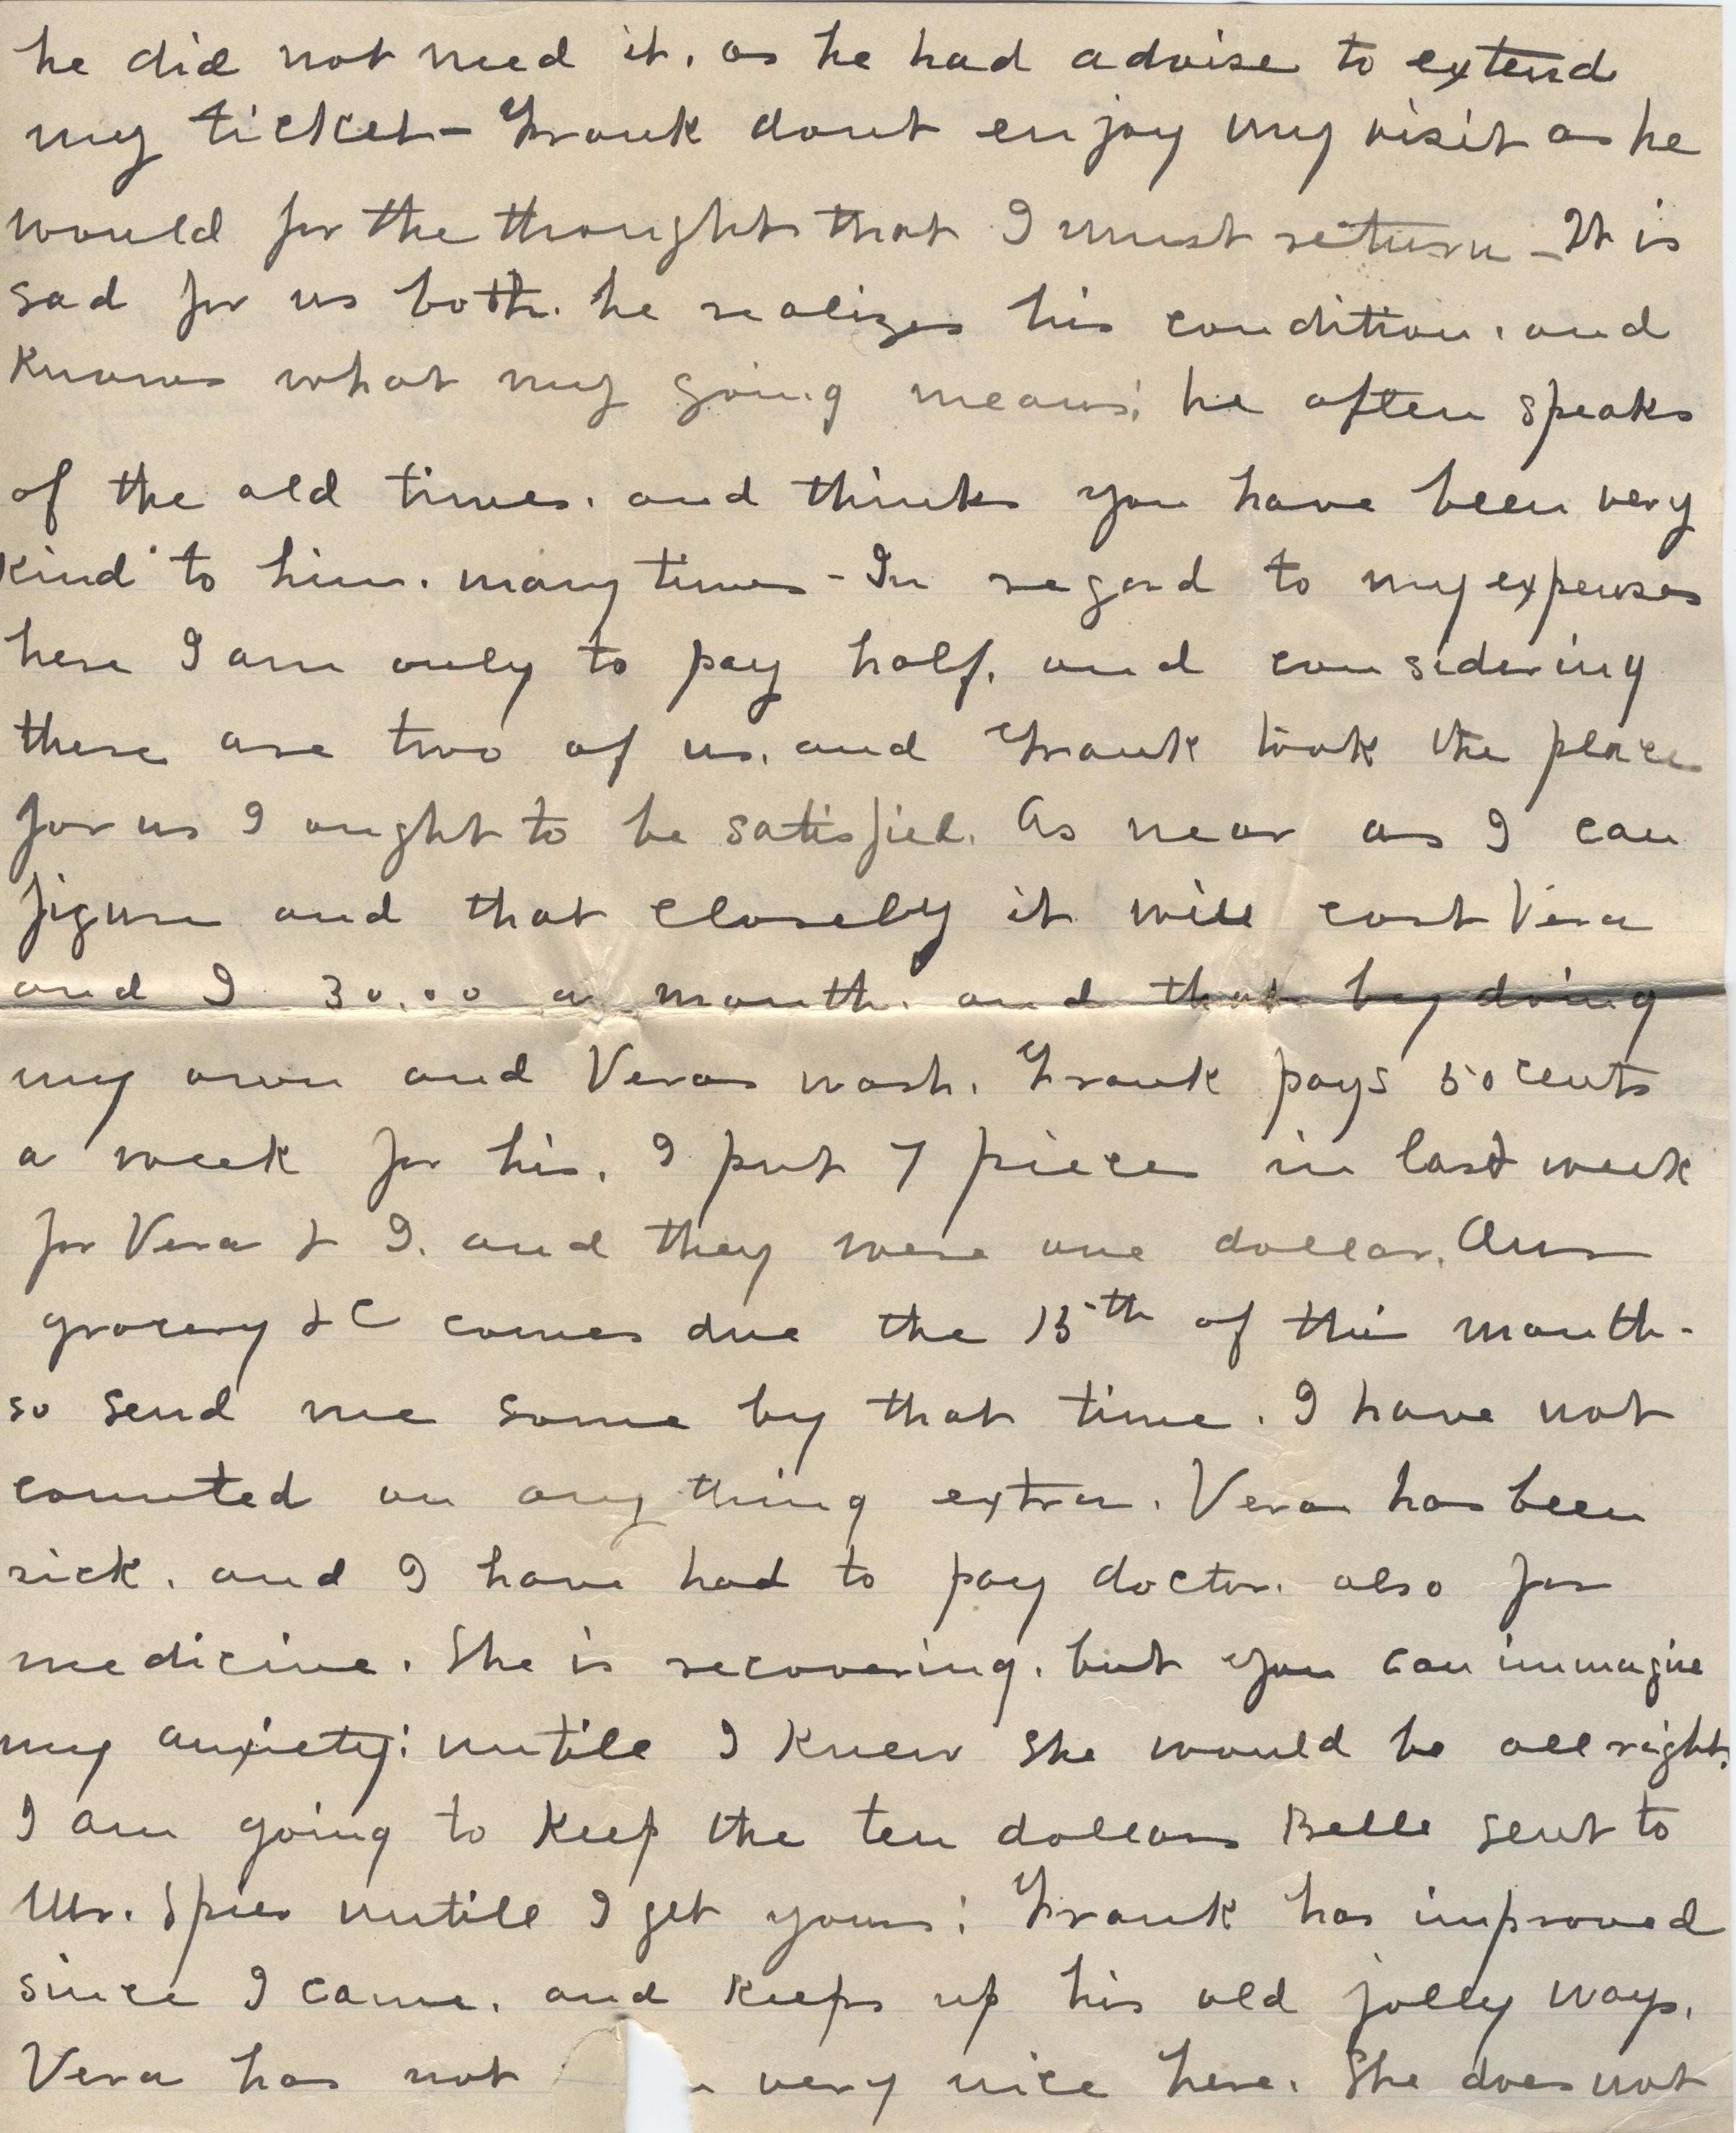 he did not need it. as he had advise to extend
my ticket - Frank dont enjoy my visit as he
would for the thoughts that I must return - It is
sad for us both. he realizes his condition. and
Knows what my going means; he often speaks
of the old times. and thinks you have been very
Kind to him. many times - In regard to my expenses
here I am only to pay half. and considering
there are two of us. and Frank took the place
for us I ought to be satisfied. As near as I can
figure and that closely it will cost Vera
and I 30.00 a month. and that by doing
my own and Veras wash. Frank pays 50 cents
a week for his. I put 7 pieces in last week
for Vera & I. and they were one dollar. Our
grocery &C comes due the 15th of this month -
so send me some by that time. I have not
counted on any thing extra. Vera has been
sick. and I have had to pay doctor. also for
medicine. She is recovering. but you can immagine
my anxiety; untile I Knew she would be all right.
I am going to Keep the ten dollars Belle sent to
Mr. Spier untill I get yours; Frank has improved
since I came. and Keeps up his old jolly ways.
Vera has not very nice here. She does not